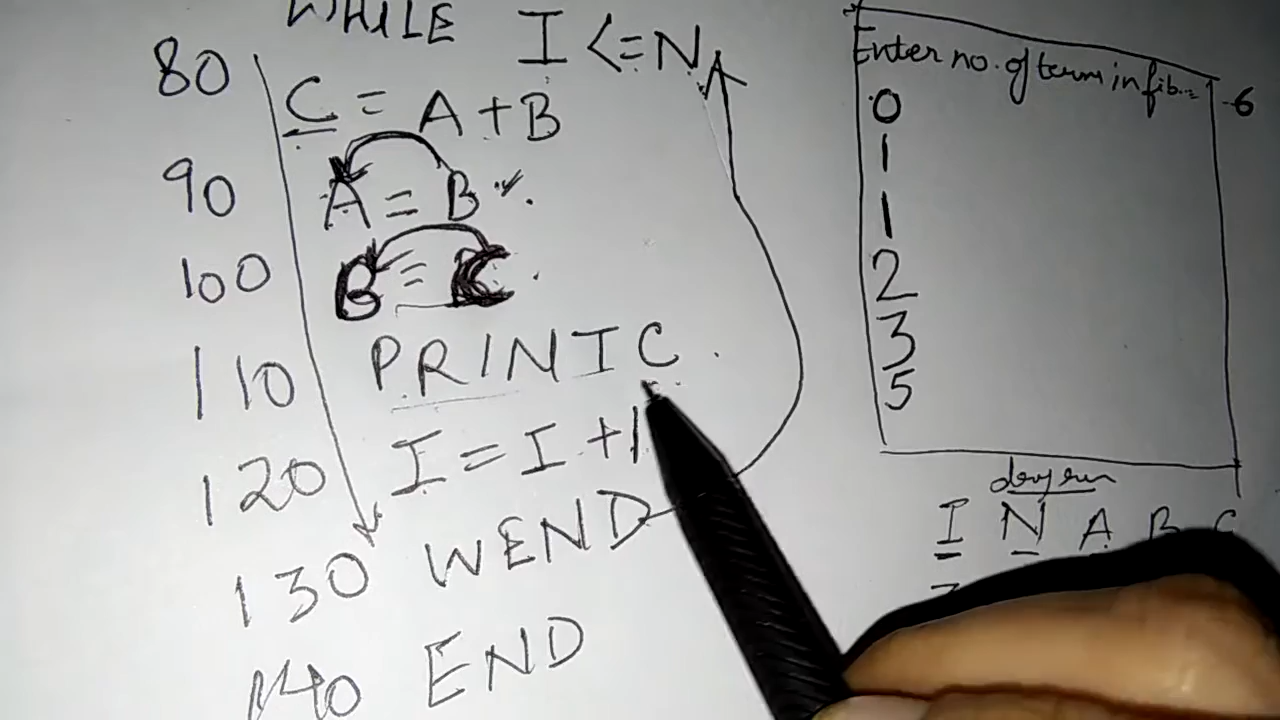 WHILE I <= N
80 C = A + B
90 A = B
100 B = C
110 PRINT C
120 I = I + 1
130 WEND
140 END
Enter no. of term in fib.. 6
0
1
1
2
3
5
dry run
I N A B C